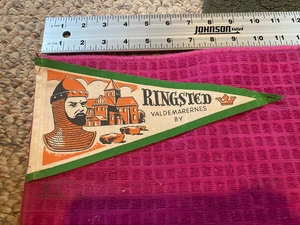 1 2 3 4 5 6 7 8 9 10 11 12
JOHNSON
RINGSTED
VALDEMARERNES
BY